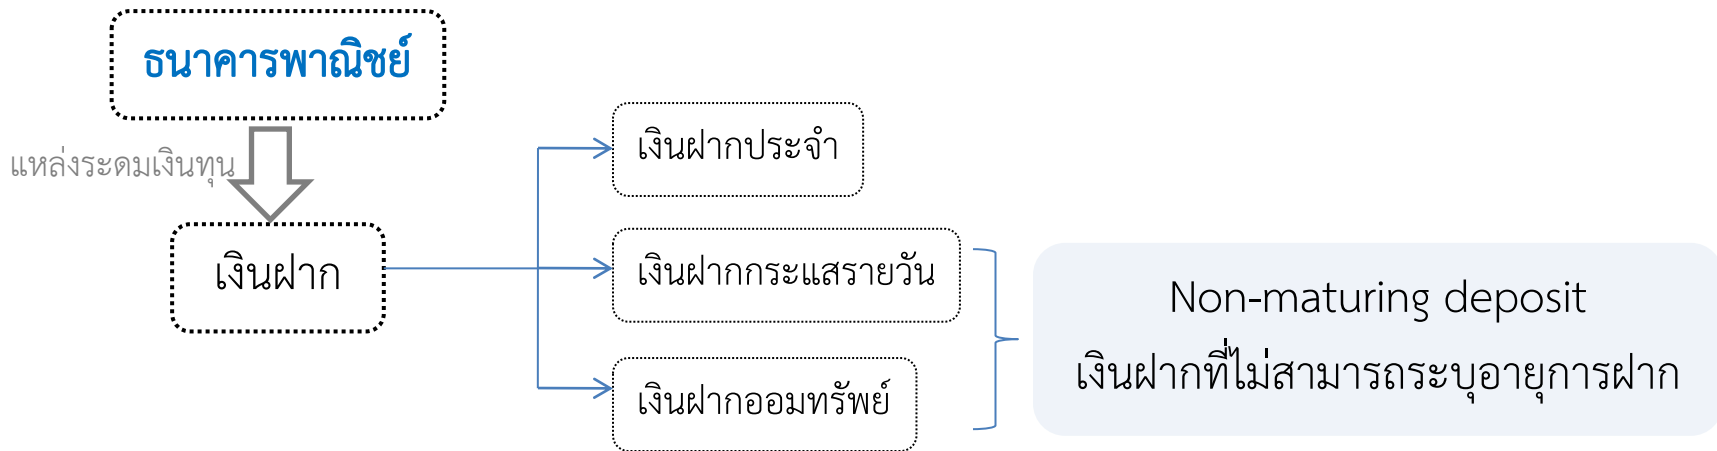 ธนาคารพาณิชย์
แหล่งระดมเงินทุน
เงินฝาก
เงินฝากประจำ
เงินฝากกระแสรายวัน
เงินฝากออมทรัพย์
Non-maturing deposit
เงินฝากที่ไม่สามารถระบุอายุการฝาก